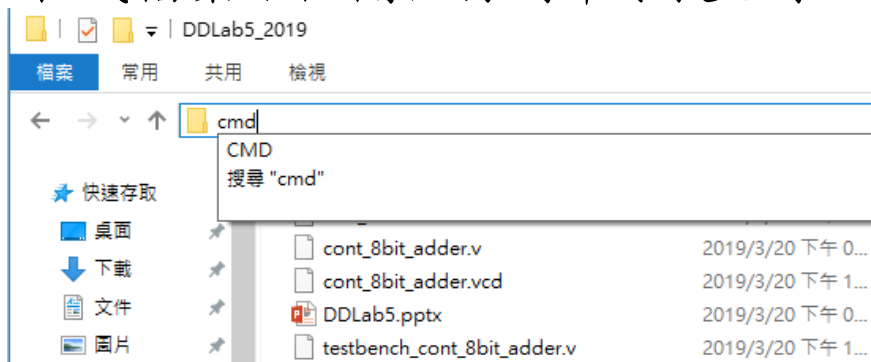 DDLab5_2019
檔案 常用 共用 檢視
cmd
CMD
搜尋 "cmd"
快速存取
桌面
cont_8bit_adder.v 2019/3/20 下午 0...
下載
cont_8bit_adder.vcd 2019/3/20 下午 1...
文件
DDLab5.pptx 2019/3/20 下午 0...
圖片
testbench_cont_8bit_adder.v 2019/3/20 下午 1...